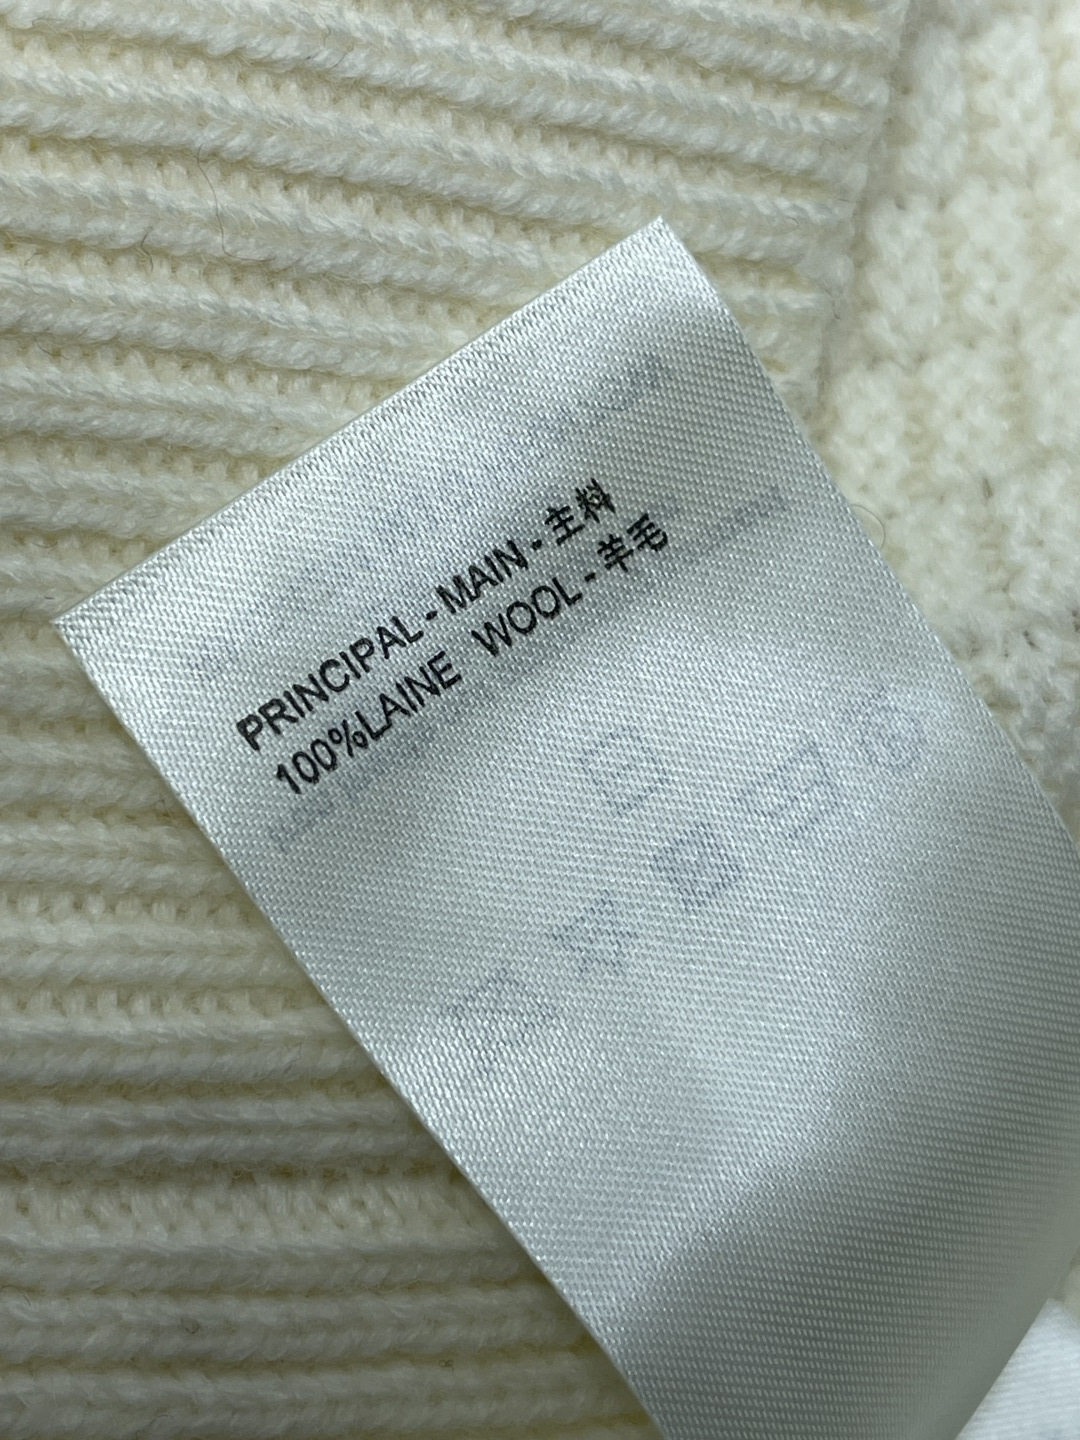 PRINCIPAL - MAIN - 主料
100%LAINE WOOL - 羊毛